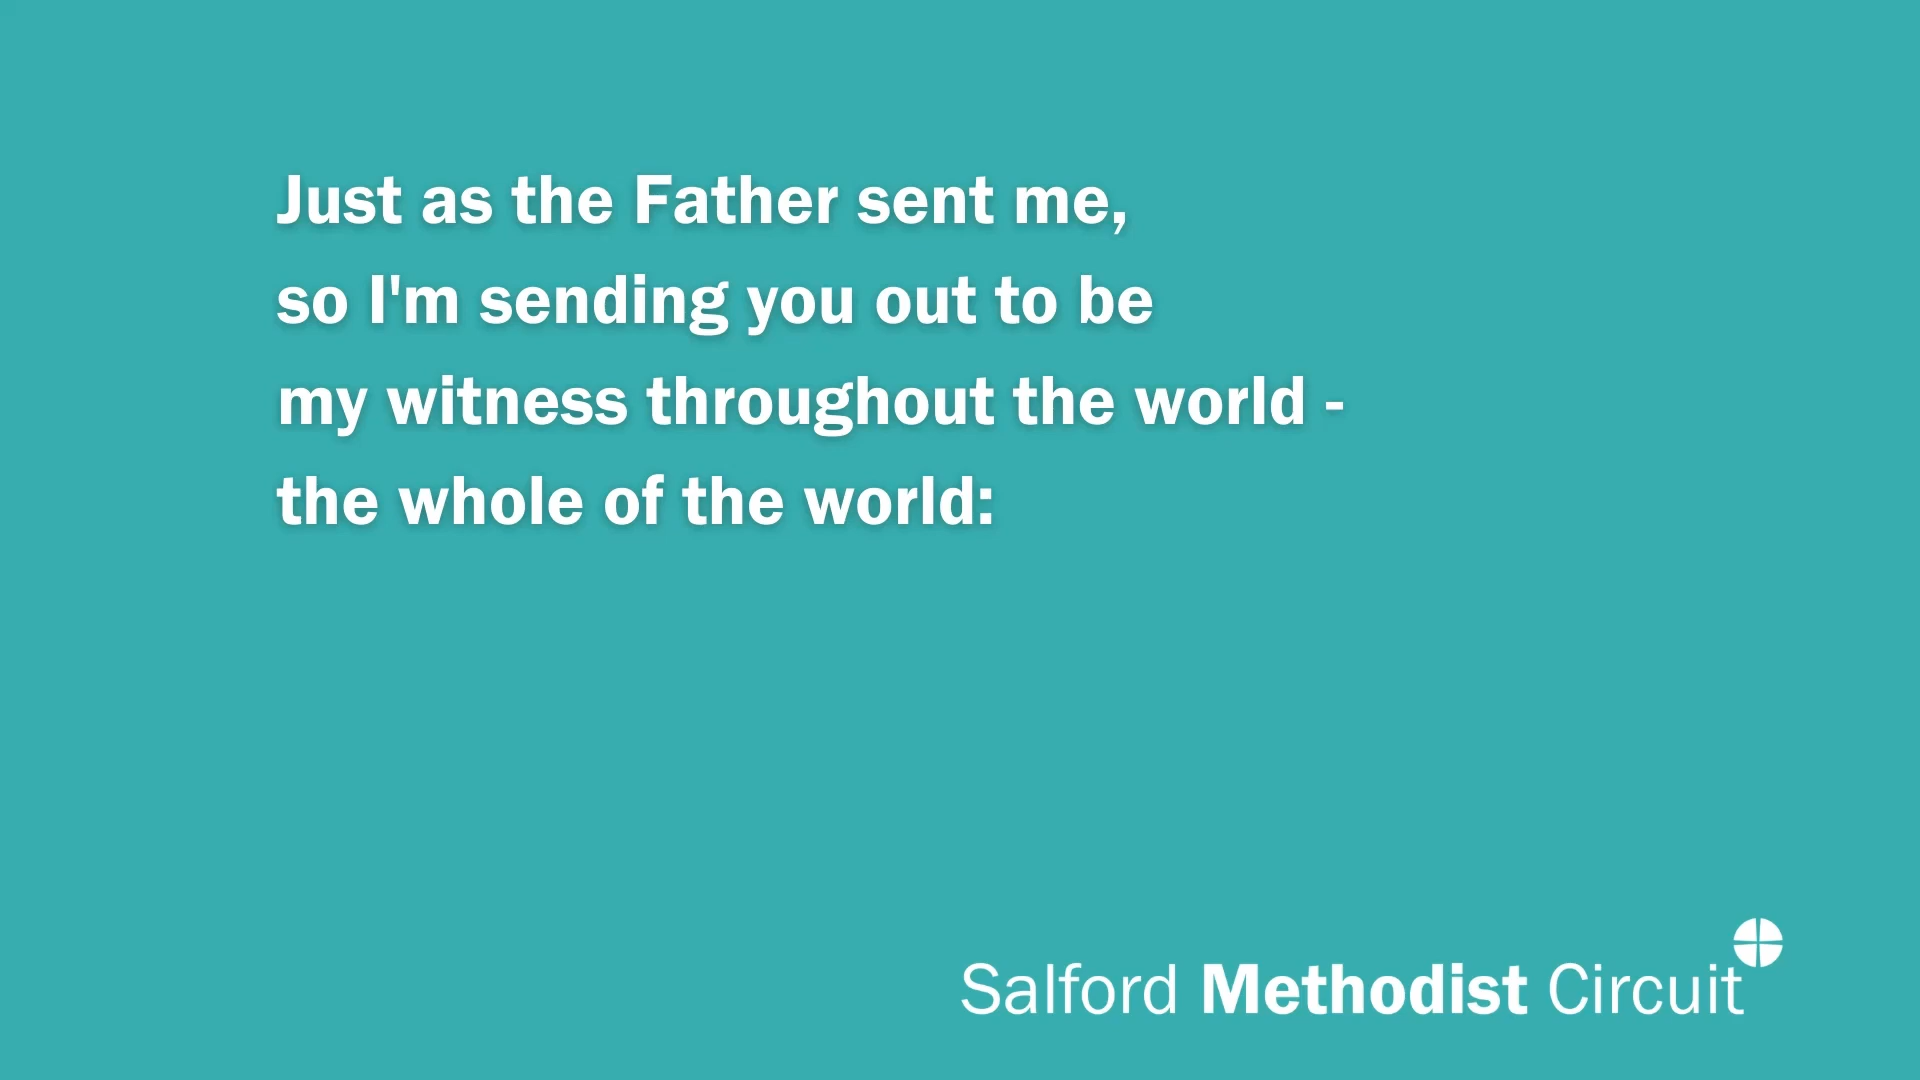 Just as the Father sent me,
so I'm sending you out to be
my witness throughout the world -
the whole of the world:
Salford Methodist Circuit